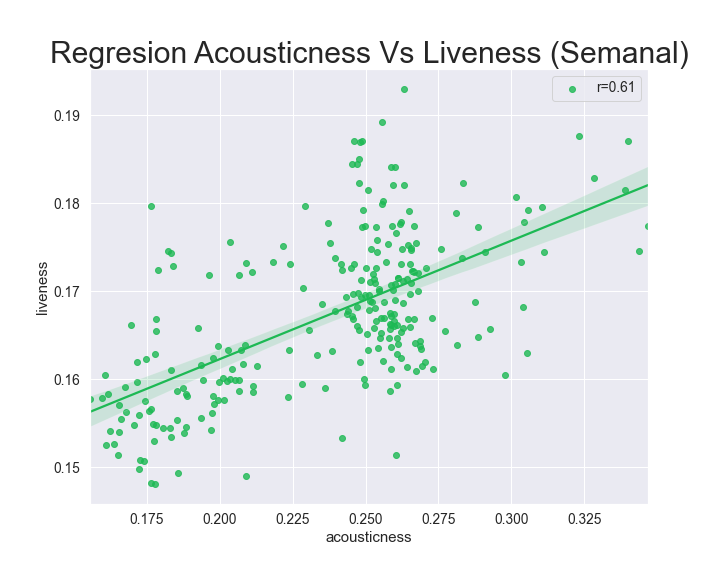 Regresion Acousticness Vs Liveness (Semanal)
r=0.61
liveness
0.19
0.18
0.17
0.16
0.15
0.175 0.200 0.225 0.250 0.275 0.300 0.325
acousticness